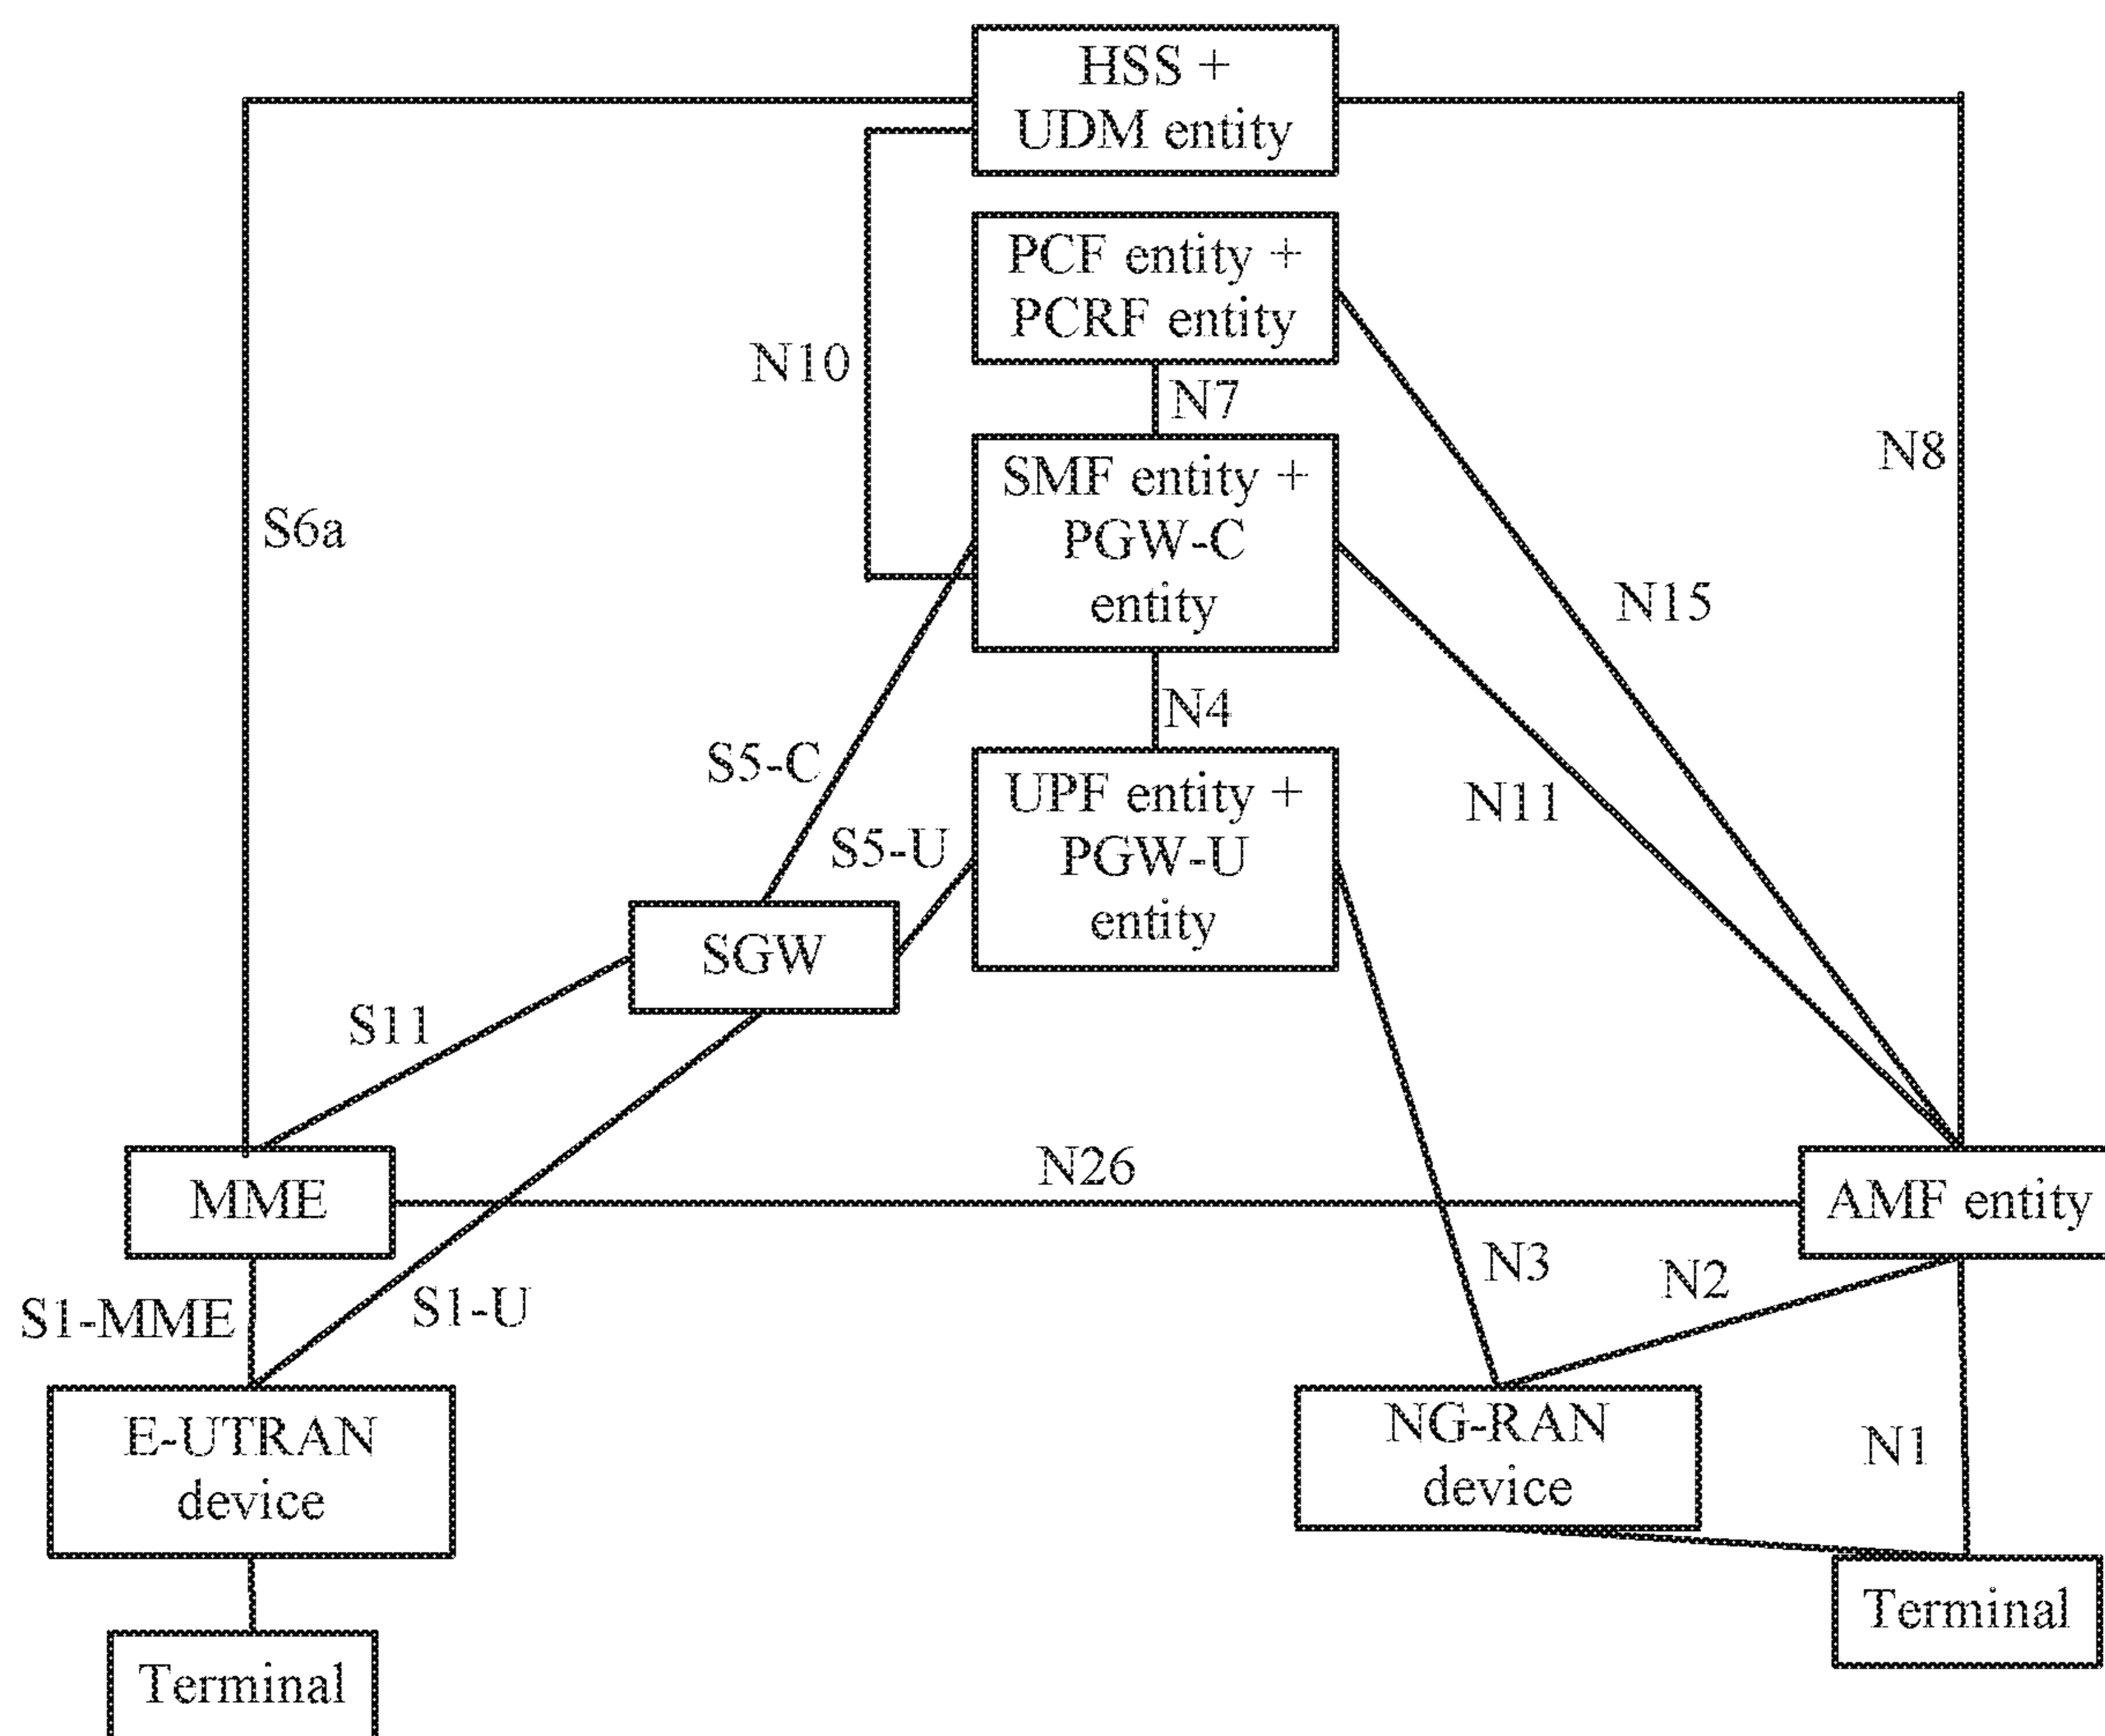 HSS +
UDM entity
PCF entity +
PCRF entity
N10
N7
N8
SMF entity +
PGW-C
entity
S6a
N15
N4
S5-C
UPF entity +
PGW-U
entity
N11
S5-U
SGW
S11
N26
MME
AMF entity
N3
N2
S1-MME
S1-U
E-UTRAN
device
NG-RAN
device
N1
Terminal
Terminal